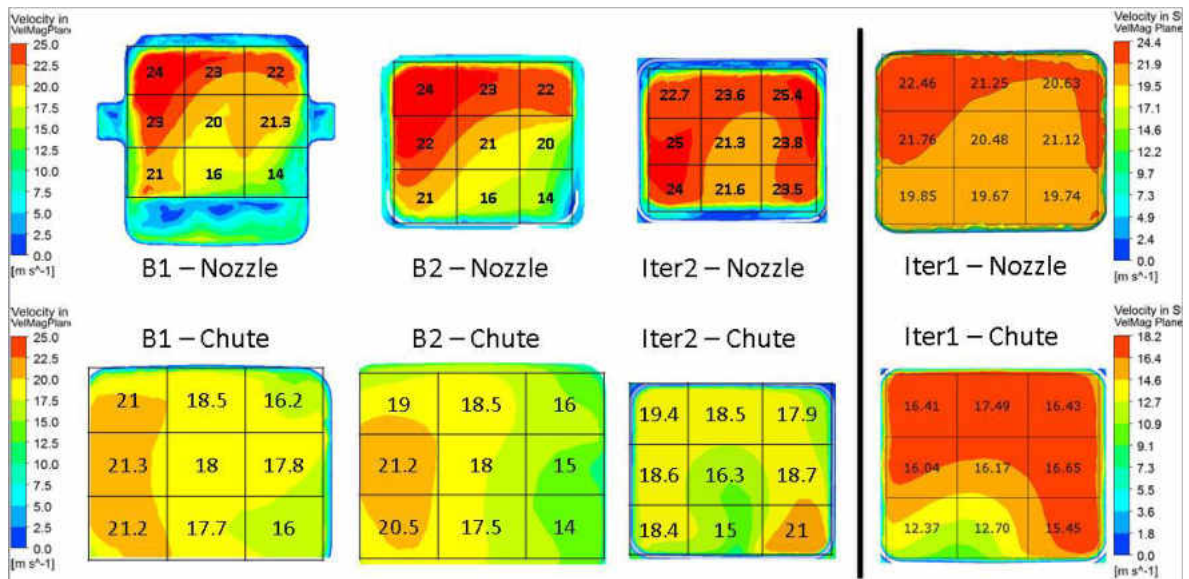 Velocity in
VelMagPlane
25.0
22.5
20.0
17.5
15.0
12.5
10.0
7.5
5.0
2.5
0.0
[m s^-1]
24 23 22
23 20 21.3
21 16 14
B1 – Nozzle
24 23 22
22 21 20
21 16 14
B2 – Nozzle
22.7 23.6 25.4
25 21.3 23.8
24 21.6 23.5
Iter2 – Nozzle
22.46 21.25 20.63
21.76 20.48 21.12
19.85 19.67 19.74
Iter1 – Nozzle
Velocity in S
VelMag Plane
24.4
21.9
19.5
17.1
14.6
12.2
9.7
7.3
4.9
2.4
0.0
[m s^-1]
Velocity in
VelMagPlane
25.0
22.5
20.0
17.5
15.0
12.5
10.0
7.5
5.0
2.5
0.0
[m s^-1]
B1 – Chute
21 18.5 16.2
21.3 18 17.8
21.2 17.7 16
B2 – Chute
19 18.5 16
21.2 18 15
20.5 17.5 14
Iter2 – Chute
19.4 18.5 17.9
18.6 16.3 18.7
18.4 15 21
Iter1 – Chute
16.41 17.49 16.43
16.04 16.17 16.65
12.37 12.70 15.45
Velocity in S
VelMag Plane
18.2
16.4
14.6
12.7
10.9
9.1
7.3
5.5
3.6
1.8
0.0
[m s^-1]